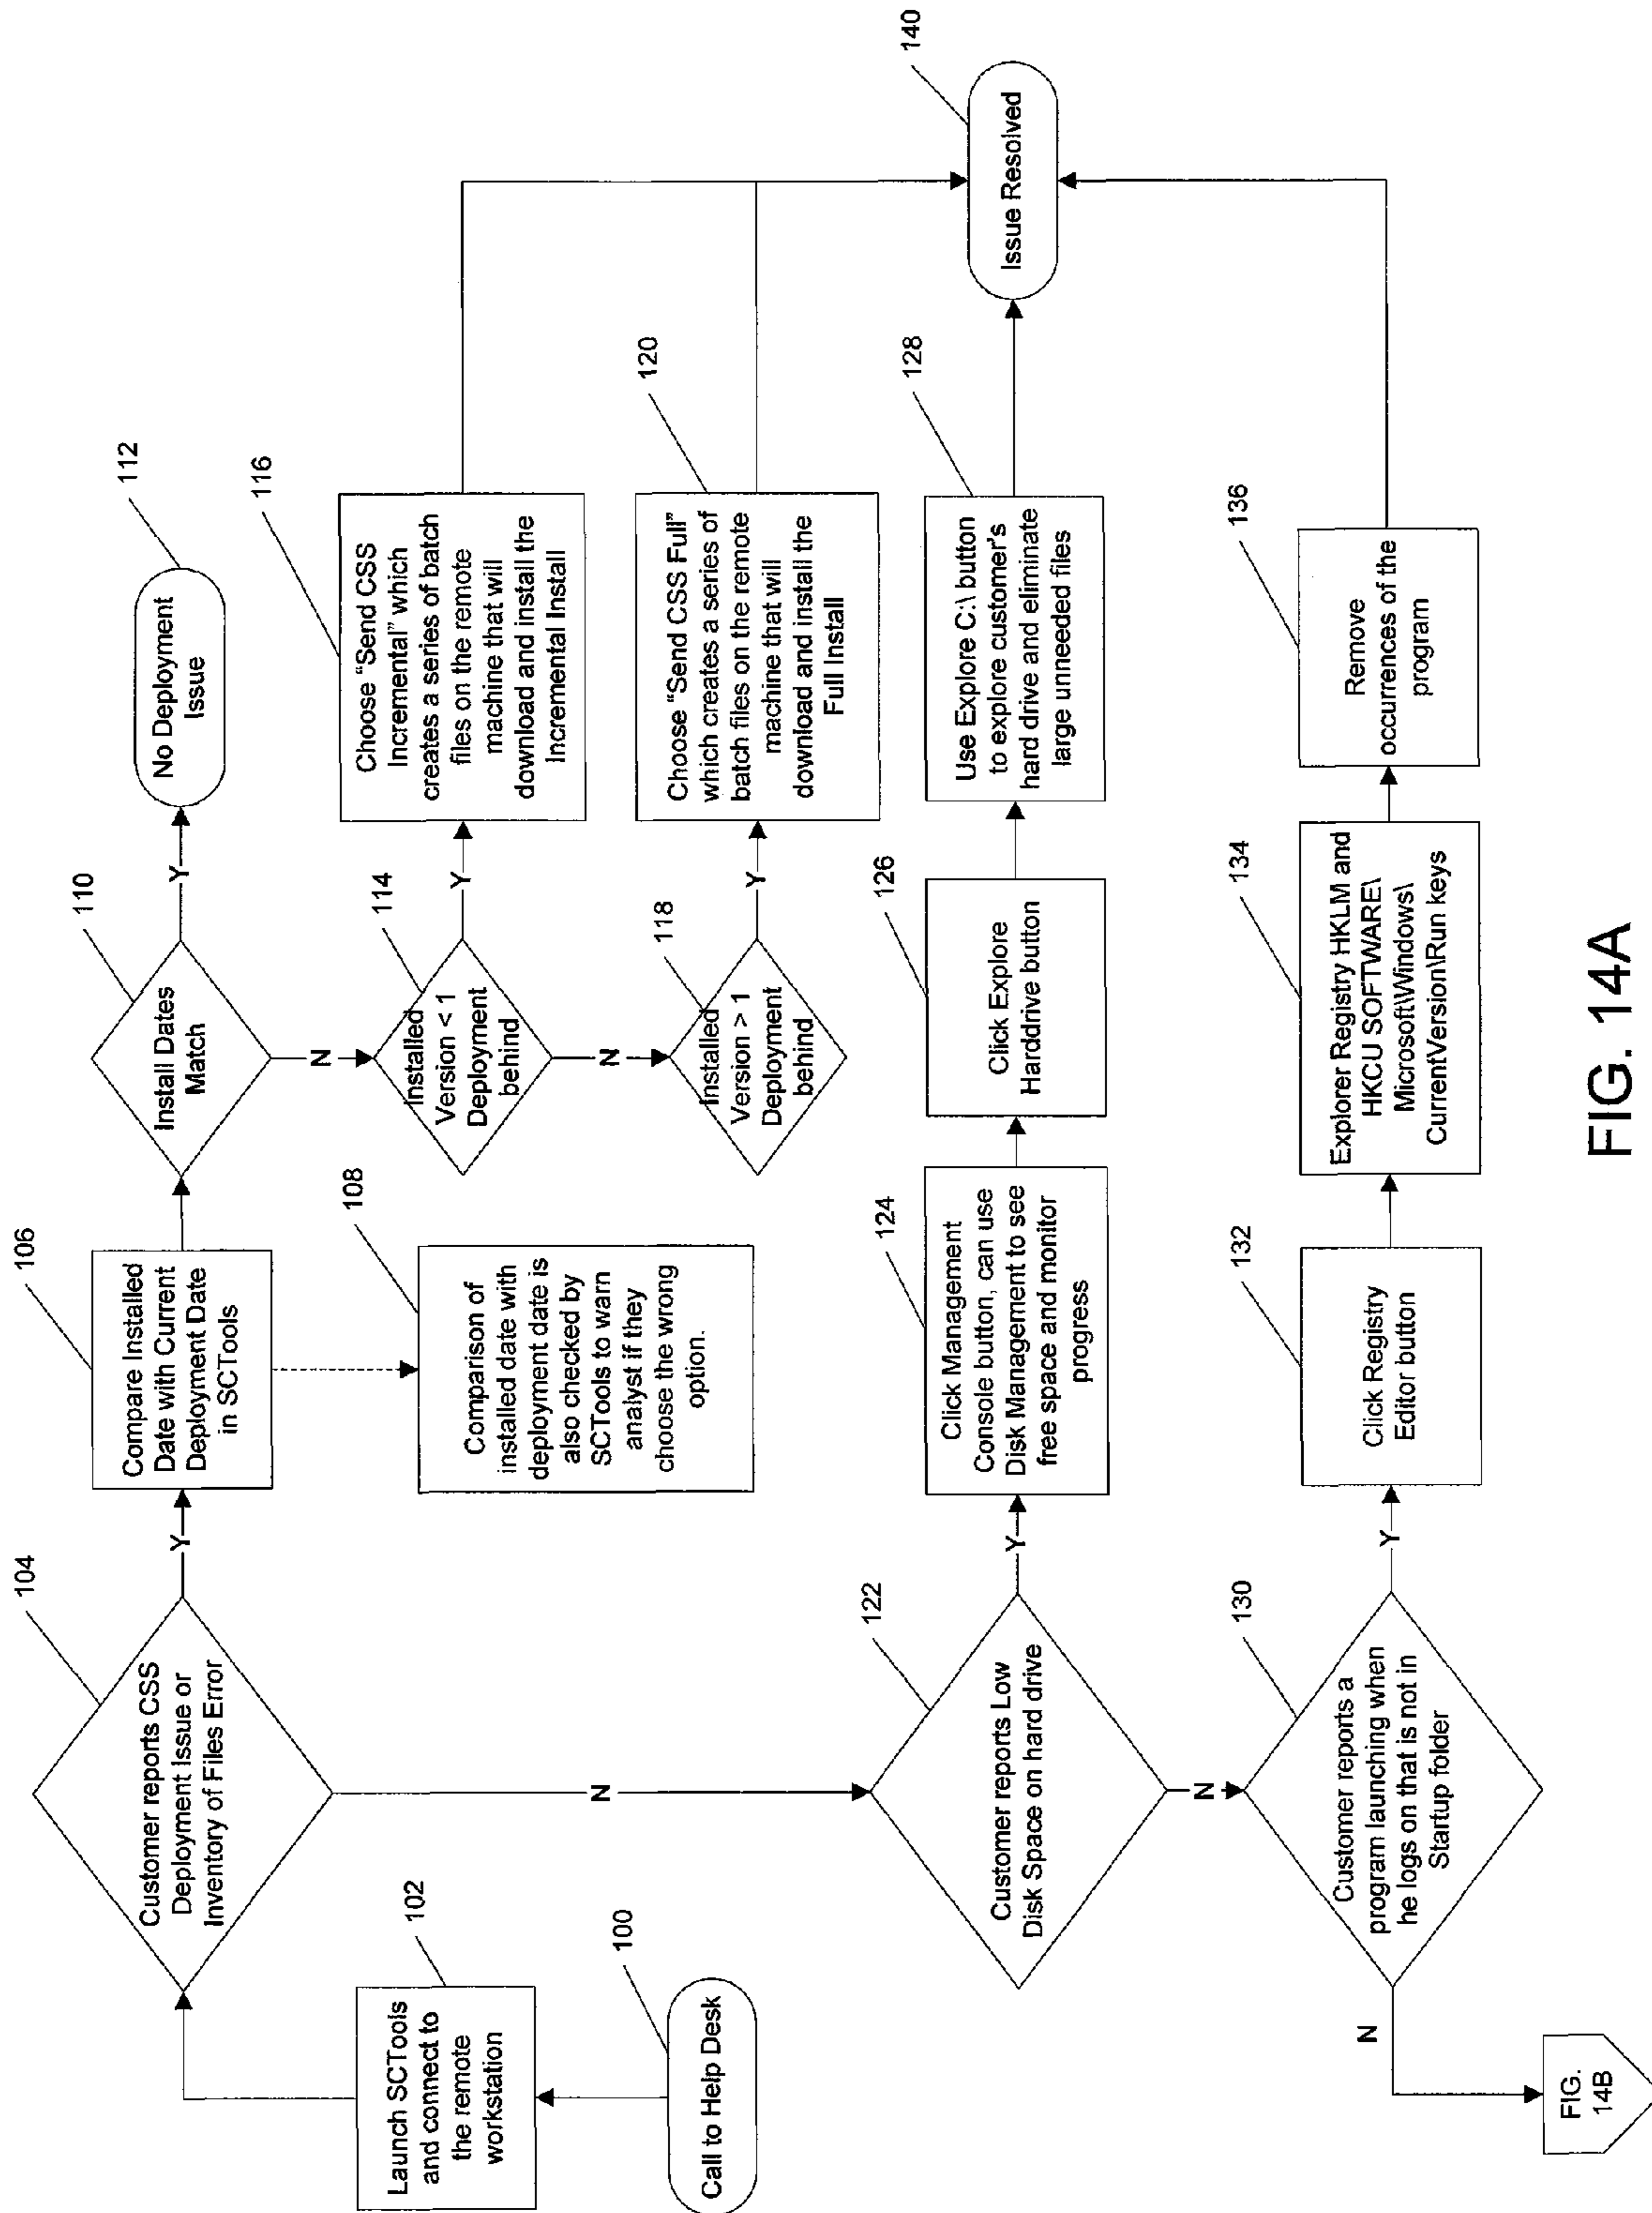 100
Call to Help Desk
102
Launch SCTools
and connect to
the remote
workstation
104
Customer reports CSS
Deployment Issue or
Inventory of Files Error
Y
106
Compare Installed
Date with Current
Deployment Date
in SCTools
108
Comparison of
installed date with
deployment date is
also checked by
SCTools to warn
analyst if they
choose the wrong
option.
110
Install Dates
Match
Y
112
No Deployment
Issue
N
114
Installed
Version < 1
Deployment
behind
Y
116
Choose “Send CSS
Incremental” which
creates a series of batch
files on the remote
machine that will
download and install the
Incremental Install
N
118
Installed
Version > 1
Deployment
behind
Y
120
Choose “Send CSS Full”
which creates a series of
batch files on the remote
machine that will
download and install the
Full Install
N
122
Customer reports Low
Disk Space on hard drive
Y
124
Click Management
Console button, can use
Disk Management to see
free space and monitor
progress
126
Click Explore
Harddrive button
128
Use Explore C:\ button
to explore customer's
hard drive and eliminate
large unneeded files
140
Issue Resolved
N
130
Customer reports a
program launching when
he logs on that is not in
Startup folder
Y
132
Click Registry
Editor button
134
Explorer Registry HKLM and
HKCU SOFTWARE\
Microsoft\Windows\
CurrentVersion\Run keys
136
Remove
occurrences of the
program
N
FIG.
14B
FIG. 14A